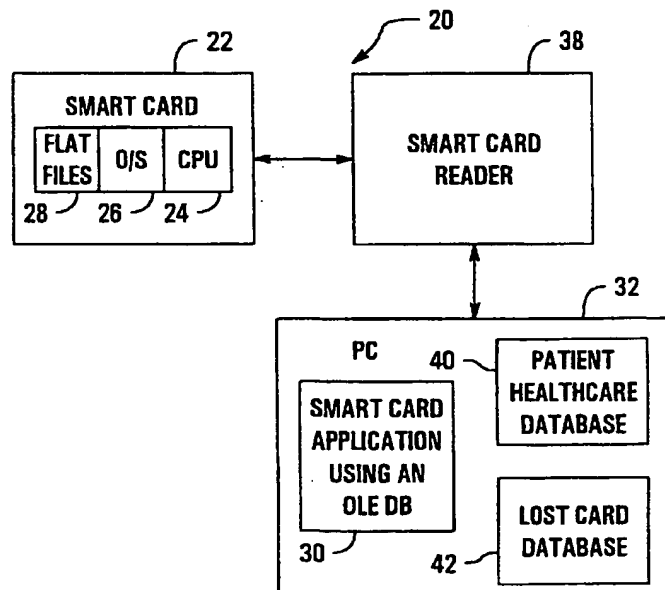 20
22
38
SMART CARD
FLAT
FILES
O/S
CPU
28
26
24
SMART CARD
READER
32
PC
40
PATIENT
HEALTHCARE
DATABASE
SMART CARD
APPLICATION
USING AN
OLE DB
30
LOST CARD
DATABASE
42